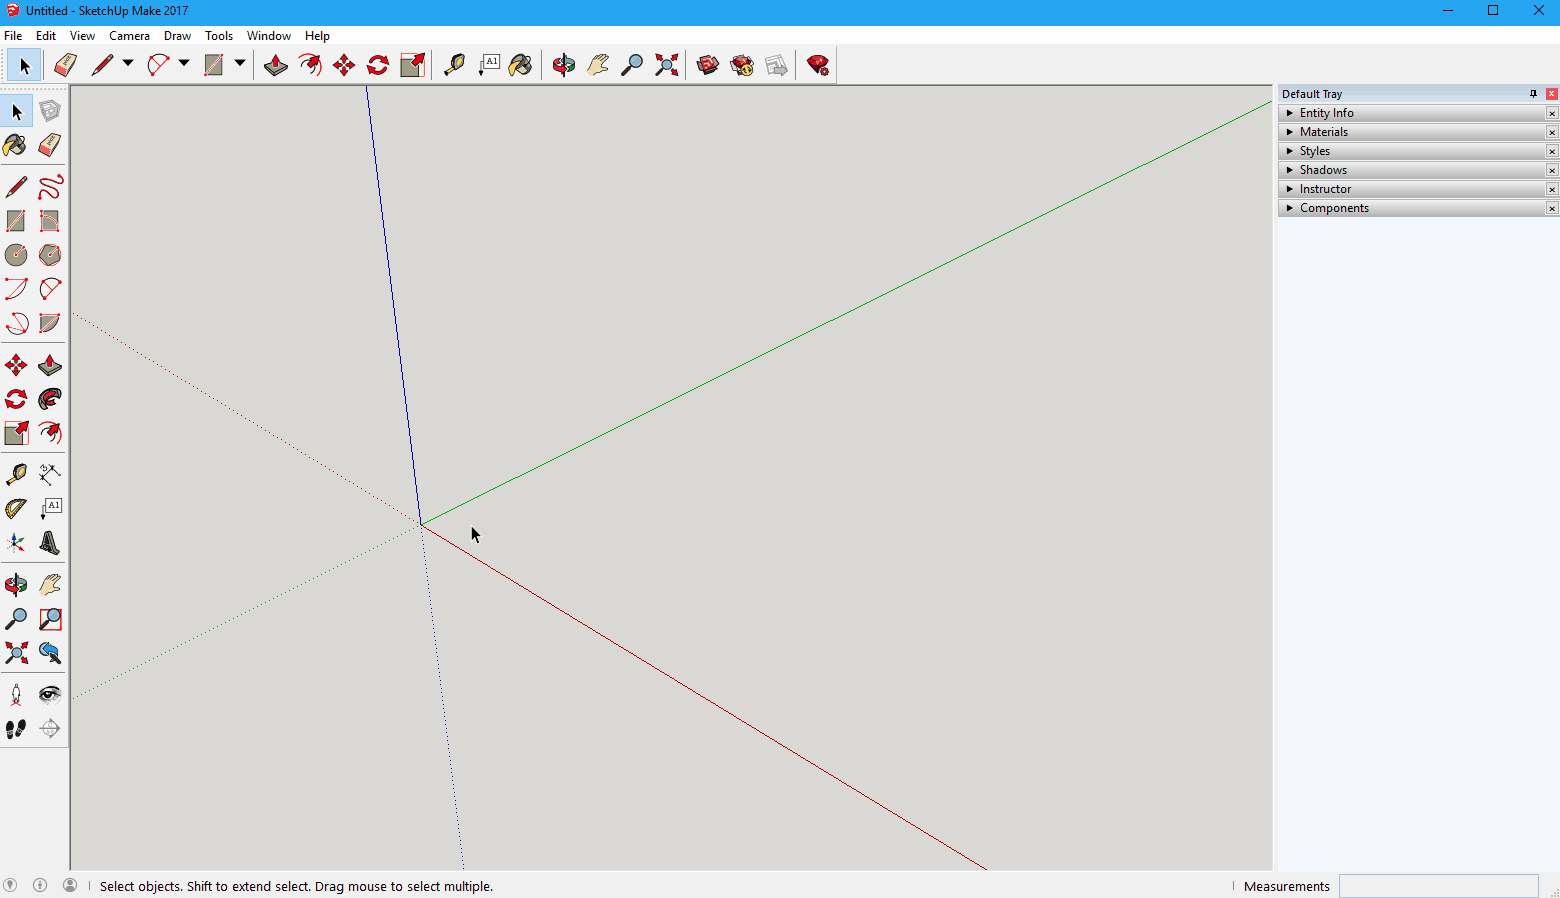 Untitled - SketchUp Make 2017
File Edit View Camera Draw Tools Window Help
A1
Default Tray
Entity Info
Materials
Styles
Shadows
Instructor
Components
A1
Select objects. Shift to extend select. Drag mouse to select multiple.
Measurements